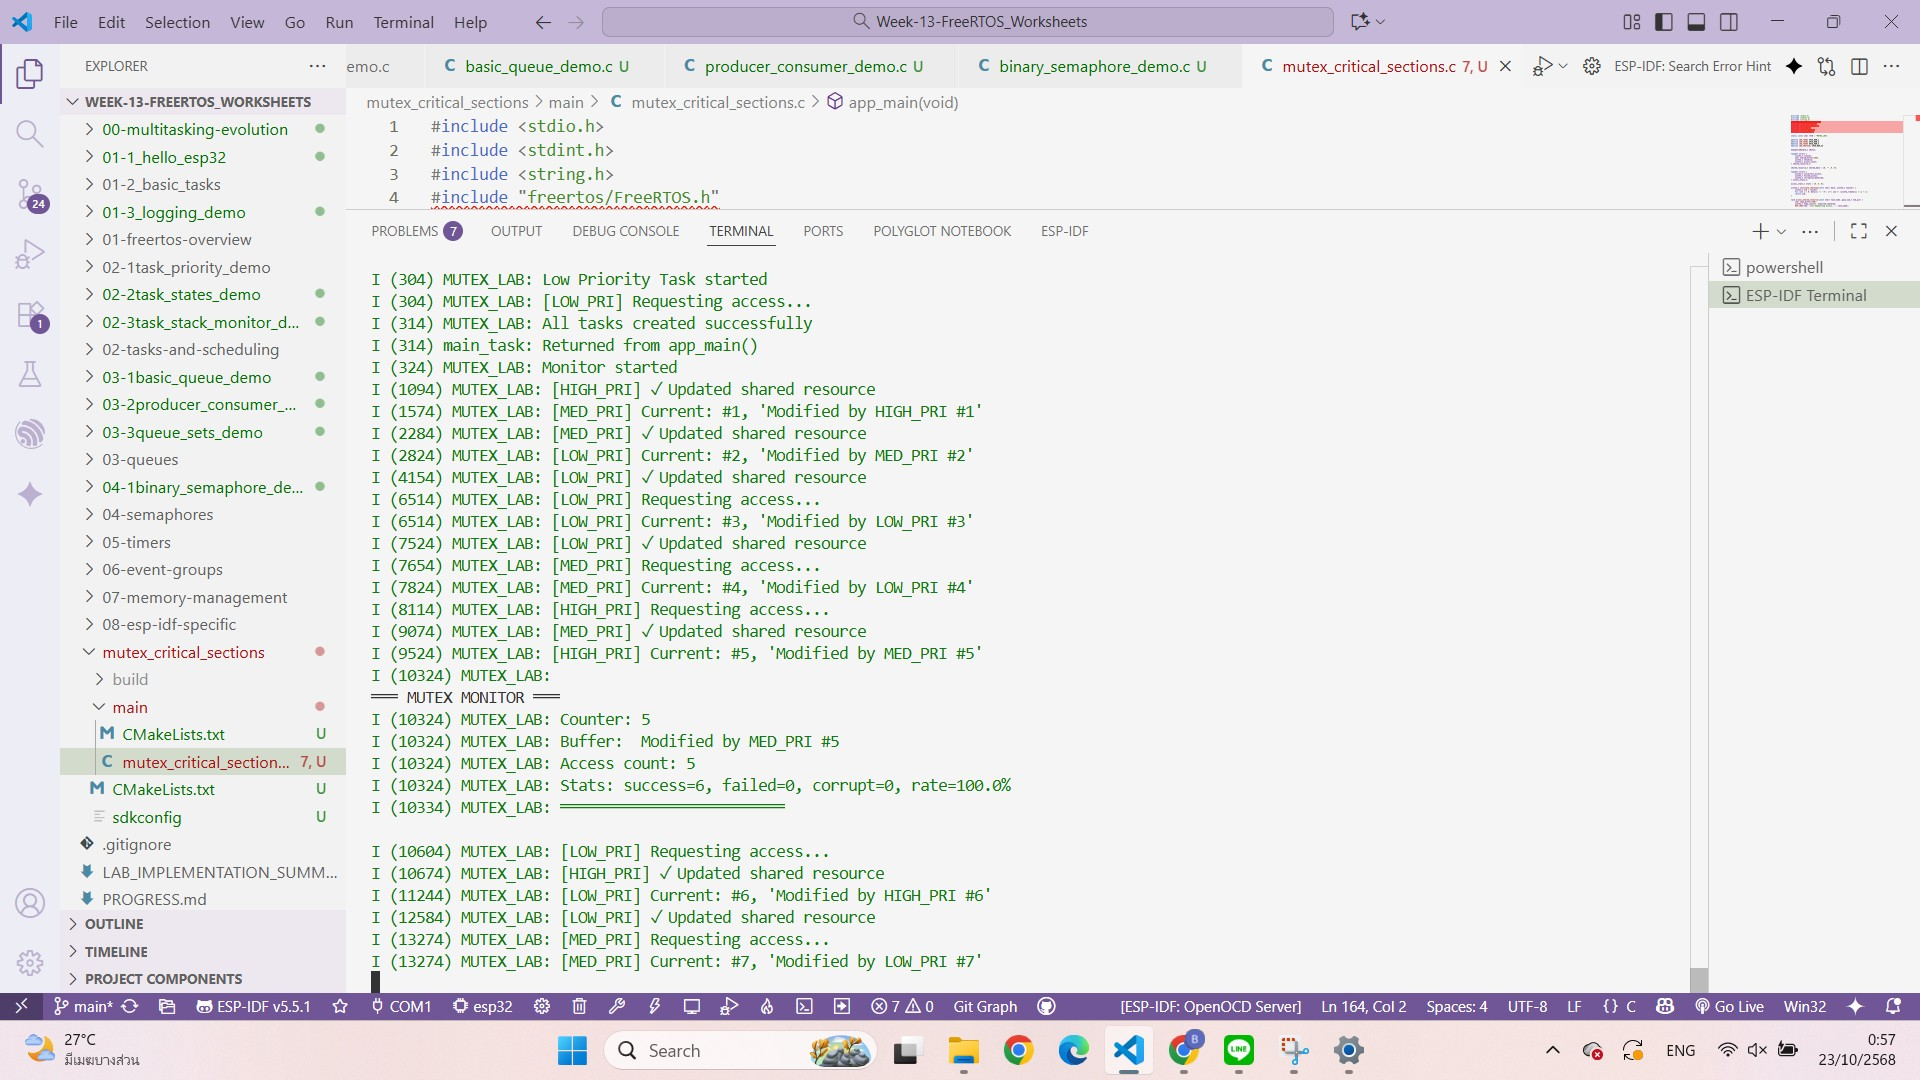 File Edit Selection View Go Run Terminal Help
Week-13-FreeRTOS_Worksheets
EXPLORER
WEEK-13-FREERTOS_WORKSHEETS
00-multitasking-evolution
01-1_hello_esp32
01-2_basic_tasks
01-3_logging_demo
01-freertos-overview
02-1task_priority_demo
02-2task_states_demo
02-3task_stack_monitor_d...
02-tasks-and-scheduling
03-1basic_queue_demo
03-2producer_consumer_...
03-3queue_sets_demo
03-queues
04-1binary_semaphore_de...
04-semaphores
05-timers
06-event-groups
07-memory-management
08-esp-idf-specific
mutex_critical_sections
build
main
CMakeLists.txt U
mutex_critical_section... 7, U
CMakeLists.txt U
sdkconfig U
.gitignore
LAB_IMPLEMENTATION_SUMM...
PROGRESS.md
OUTLINE
TIMELINE
PROJECT COMPONENTS
24
1
emo.c
C basic_queue_demo.c U
C producer_consumer_demo.c U
C binary_semaphore_demo.c U
C mutex_critical_sections.c 7, U
ESP-IDF: Search Error Hint
mutex_critical_sections > main > C mutex_critical_sections.c > app_main(void)
1 #include <stdio.h>
2 #include <stdint.h>
3 #include <string.h>
4 #include "freertos/FreeRTOS.h"
PROBLEMS 7 OUTPUT DEBUG CONSOLE TERMINAL PORTS POLYGLOT NOTEBOOK ESP-IDF
powershell
ESP-IDF Terminal
I (304) MUTEX_LAB: Low Priority Task started
I (304) MUTEX_LAB: [LOW_PRI] Requesting access...
I (314) MUTEX_LAB: All tasks created successfully
I (314) main_task: Returned from app_main()
I (324) MUTEX_LAB: Monitor started
I (1094) MUTEX_LAB: [HIGH_PRI] ✓ Updated shared resource
I (1574) MUTEX_LAB: [MED_PRI] Current: #1, 'Modified by HIGH_PRI #1'
I (2284) MUTEX_LAB: [MED_PRI] ✓ Updated shared resource
I (2824) MUTEX_LAB: [LOW_PRI] Current: #2, 'Modified by MED_PRI #2'
I (4154) MUTEX_LAB: [LOW_PRI] ✓ Updated shared resource
I (6514) MUTEX_LAB: [LOW_PRI] Requesting access...
I (6514) MUTEX_LAB: [LOW_PRI] Current: #3, 'Modified by LOW_PRI #3'
I (7524) MUTEX_LAB: [LOW_PRI] ✓ Updated shared resource
I (7654) MUTEX_LAB: [MED_PRI] Requesting access...
I (7824) MUTEX_LAB: [MED_PRI] Current: #4, 'Modified by LOW_PRI #4'
I (8114) MUTEX_LAB: [HIGH_PRI] Requesting access...
I (9074) MUTEX_LAB: [MED_PRI] ✓ Updated shared resource
I (9524) MUTEX_LAB: [HIGH_PRI] Current: #5, 'Modified by MED_PRI #5'
I (10324) MUTEX_LAB:
═══ MUTEX MONITOR ═══
I (10324) MUTEX_LAB: Counter: 5
I (10324) MUTEX_LAB: Buffer:  Modified by MED_PRI #5
I (10324) MUTEX_LAB: Access count: 5
I (10324) MUTEX_LAB: Stats: success=6, failed=0, corrupt=0, rate=100.0%
I (10334) MUTEX_LAB: ═════════════════════════
I (10604) MUTEX_LAB: [LOW_PRI] Requesting access...
I (10674) MUTEX_LAB: [HIGH_PRI] ✓ Updated shared resource
I (11244) MUTEX_LAB: [LOW_PRI] Current: #6, 'Modified by HIGH_PRI #6'
I (12584) MUTEX_LAB: [LOW_PRI] ✓ Updated shared resource
I (13274) MUTEX_LAB: [MED_PRI] Requesting access...
I (13274) MUTEX_LAB: [MED_PRI] Current: #7, 'Modified by LOW_PRI #7'
main* ESP-IDF v5.5.1 COM1 esp32 7 0 Git Graph [ESP-IDF: OpenOCD Server] Ln 164, Col 2 Spaces: 4 UTF-8 LF {} C Go Live Win32
27°C
มีเมฆบางส่วน
Search
B
LINE
ENG
0:57
23/10/2568